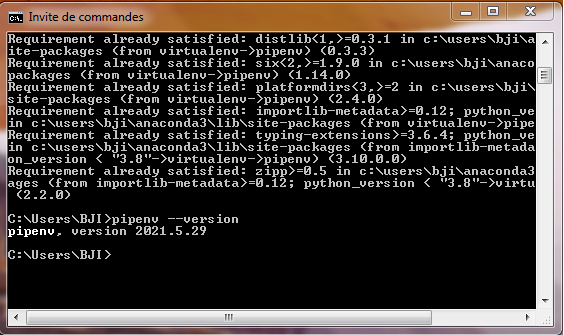 Invite de commandes
Requirement already satisfied: distlib<1,>=0.3.1 in c:\users\bji\a
ite-packages (from virtualenv->pipenv) (0.3.3)
Requirement already satisfied: six<2,>=1.9.0 in c:\users\bji\anaco
packages (from virtualenv->pipenv) (1.14.0)
Requirement already satisfied: platformdirs<3,>=2 in c:\users\bji\
site-packages (from virtualenv->pipenv) (2.4.0)
Requirement already satisfied: importlib-metadata>=0.12; python_ve
in c:\users\bji\anaconda3\lib\site-packages (from virtualenv->pipe
Requirement already satisfied: typing-extensions>=3.6.4; python_ve
in c:\users\bji\anaconda3\lib\site-packages (from importlib-metada
on_version < "3.8"->virtualenv->pipenv) (3.10.0.0)
Requirement already satisfied: zipp>=0.5 in c:\users\bji\anaconda3
ages (from importlib-metadata>=0.12; python_version < "3.8"->virtu
(2.2.0)
C:\Users\BJI>pipenv --version
pipenv, version 2021.5.29
C:\Users\BJI>